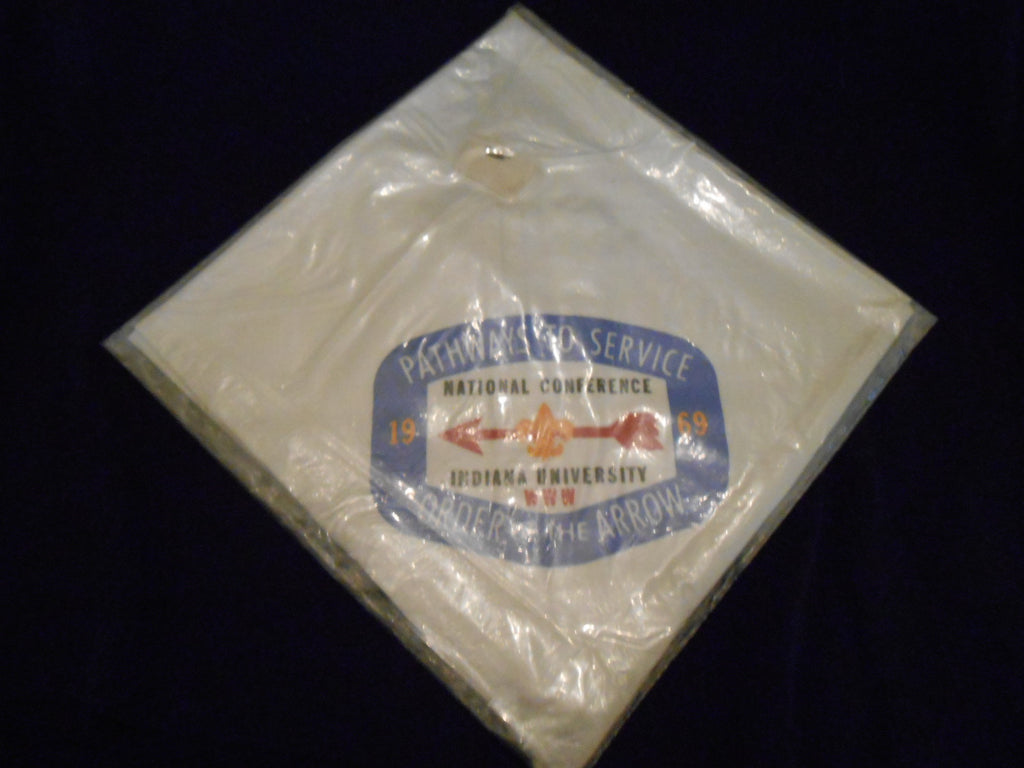 PATHWAYS TO SERVICE
NATIONAL CONFERENCE
19 69
INDIANA UNIVERSITY
WWW
ORDER OF THE ARROW